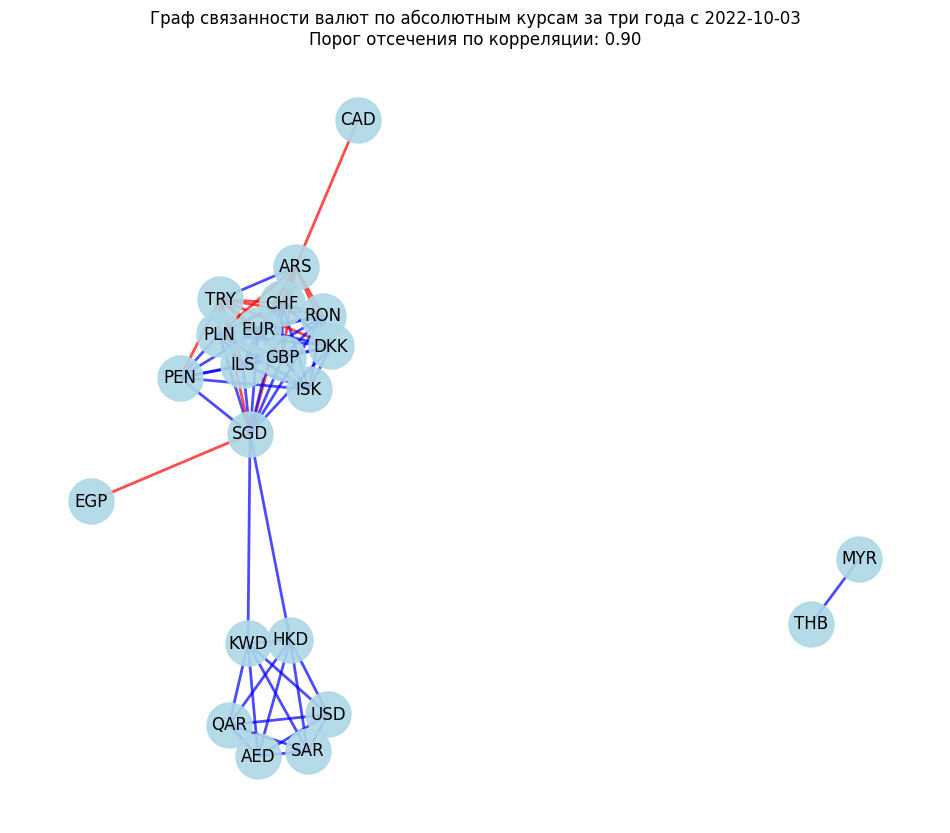 Граф связанности валют по абсолютным курсам за три года с 2022-10-03
Порог отсечения по корреляции: 0.90
CAD
ARS
TRY
CHF
RON
EUR
PLN
DKK
GBP
ILS
PEN
ISK
SGD
EGP
MYR
THB
KWD
HKD
USD
QAR
SAR
AED